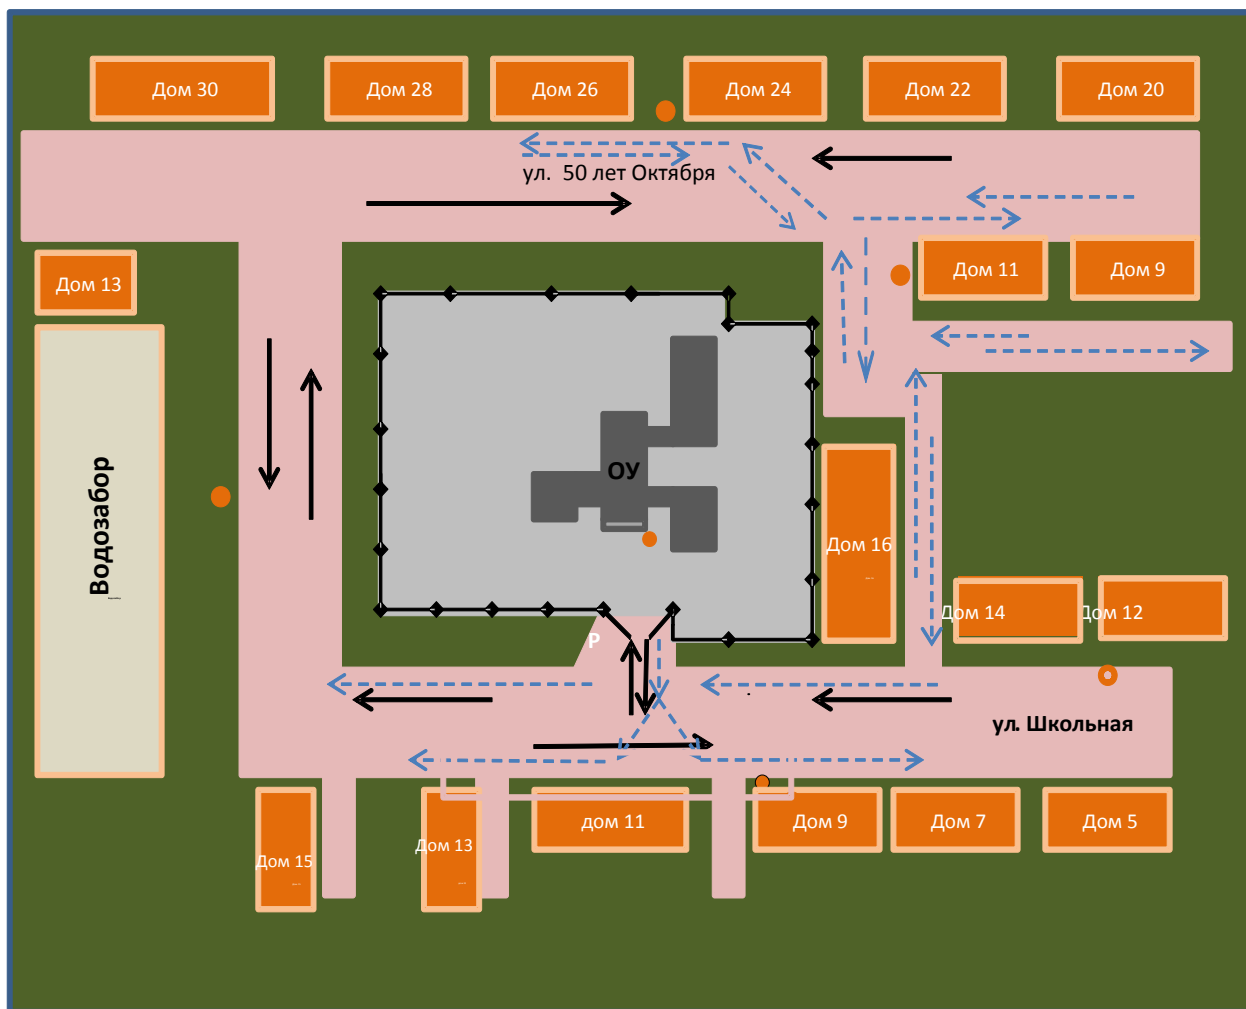 Дом 30
Дом 28
Дом 26
Дом 24
Дом 22
Дом 20
ул. 50 лет Октября
Дом 13
Дом 11
Дом 9
Водозабор
ОУ
Дом 16
Дом 14
Дом 12
Р
ул. Школьная
Дом 15
Дом 13
дом 11
Дом 9
Дом 7
Дом 5